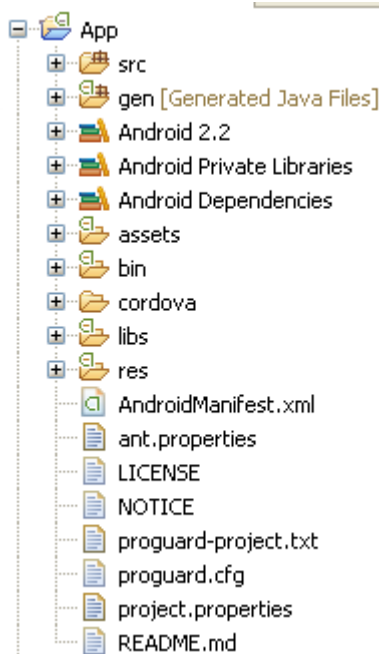 App
src
gen [Generated Java Files]
Android 2.2
Android Private Libraries
Android Dependencies
assets
bin
cordova
libs
res
AndroidManifest.xml
ant.properties
LICENSE
NOTICE
proguard-project.txt
proguard.cfg
project.properties
README.md